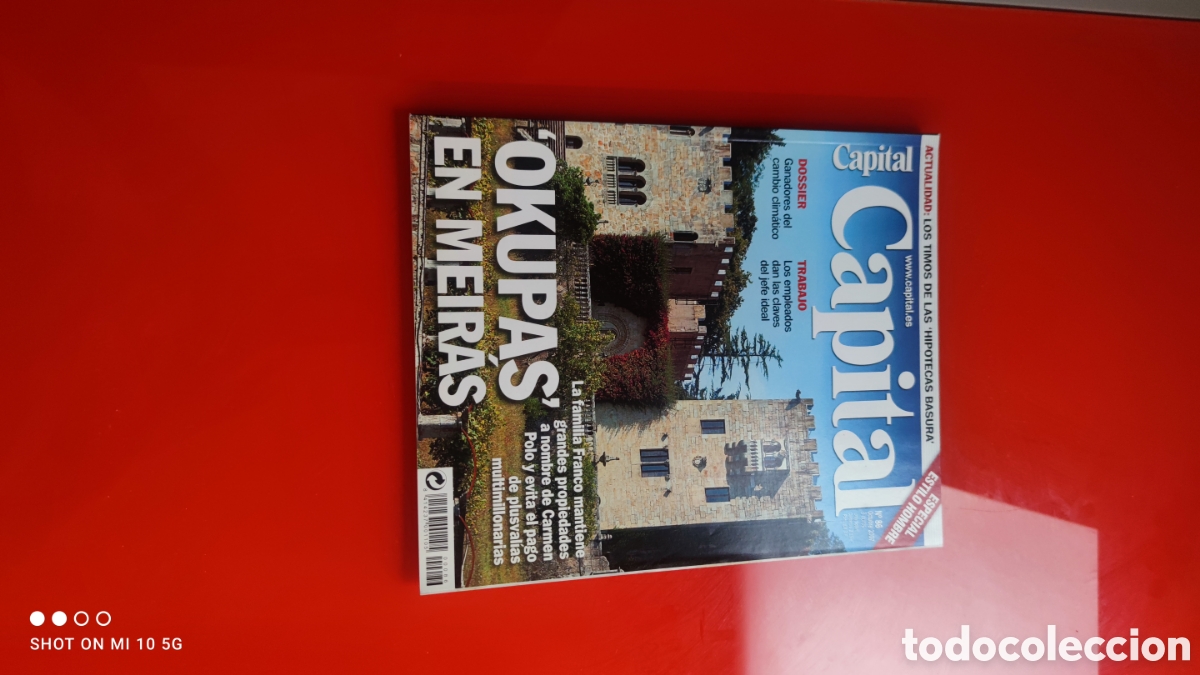 ACTUALIDAD: LOS TIMOS DE LAS 'HIPOTECAS BASURA'
Capital
Capital
www.capital.es
ESPECIAL
ESTILO HOMBRE
Nº 86
DOSSIER
Ganadores del
cambio climático
TRABAJO
Los empleados
dan las claves
del jefe ideal
'OKUPAS'
EN MEIRÁS
La familia Franco mantiene
grandes propiedades
a nombre de Carmen
Polo y evita el pago
de plusvalías
multimillonarias
SHOT ON MI 10 5G
todocoleccion